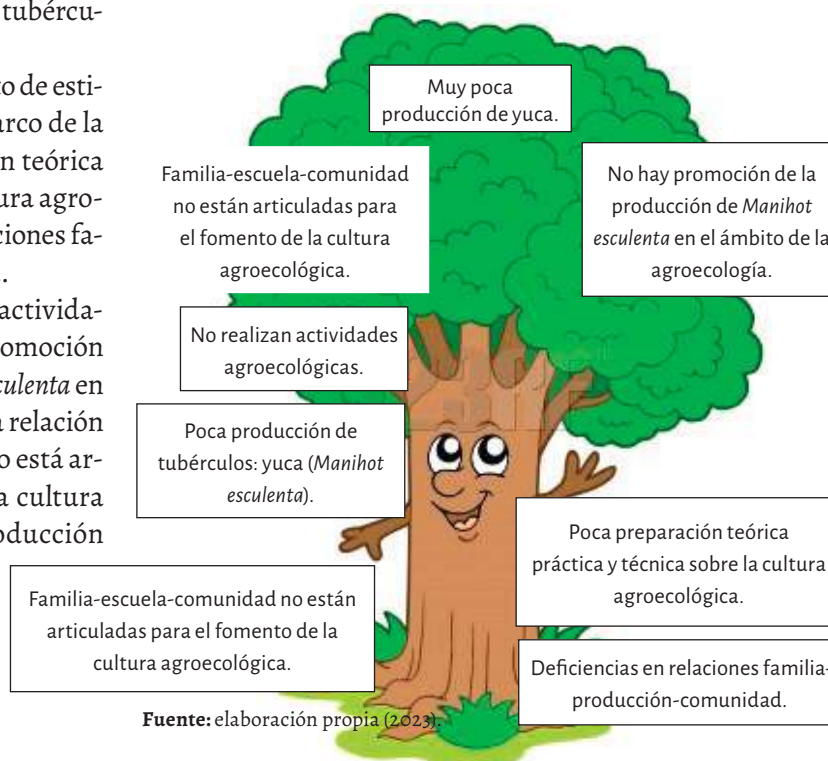 tubércu-
to de esti-
arco de la
n teórica
ura agro-
ciones fa-
.
activida-
omoción
culenta en
a relación
o está ar-
a cultura
oducción
Muy poca
producción de yuca.
Familia-escuela-comunidad
no están articuladas para
el fomento de la cultura
agroecológica.
No hay promoción de la
producción de Manihot
esculenta en el ámbito de la
agroecología.
No realizan actividades
agroecológicas.
Poca producción de
tubérculos: yuca (Manihot
esculenta).
Poca preparación teórica
práctica y técnica sobre la cultura
agroecológica.
Familia-escuela-comunidad no están
articuladas para el fomento de la
cultura agroecológica.
Deficiencias en relaciones familia-
producción-comunidad.
Fuente: elaboración propia (2023).